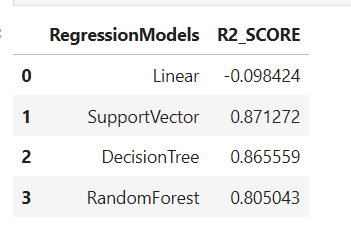 RegressionModels R2_SCORE
0 Linear -0.098424
1 SupportVector 0.871272
2 DecisionTree 0.865559
3 RandomForest 0.805043